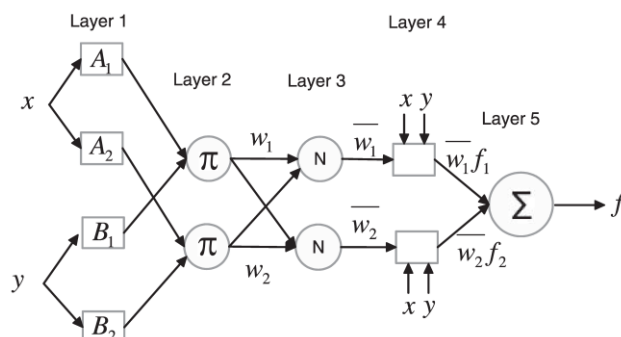 Layer 1
Layer 4
A₁
Layer 2
Layer 3
x y
x
Layer 5
w₁
w̅₁
w̅₁f₁
A₂
π
N
Σ
f
B₁
π
N
w̅₂
w̅₂f₂
w₂
y
x y
B₂